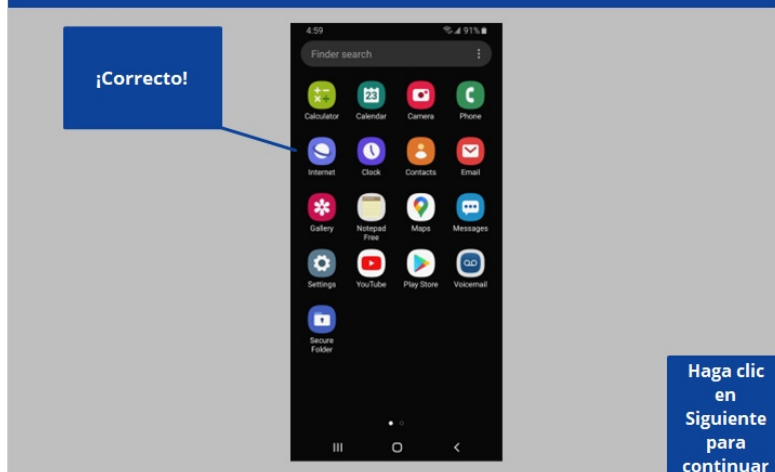 ¡Correcto!
4:59
91%
Finder search
23
Calculator
Calendar
Camera
Phone
Internet
Clock
Contacts
Email
Gallery
Notepad
Free
Maps
Messages
Settings
YouTube
Play Store
Voicemail
Secure
Folder
Haga clic
en
Siguiente
para
continuar